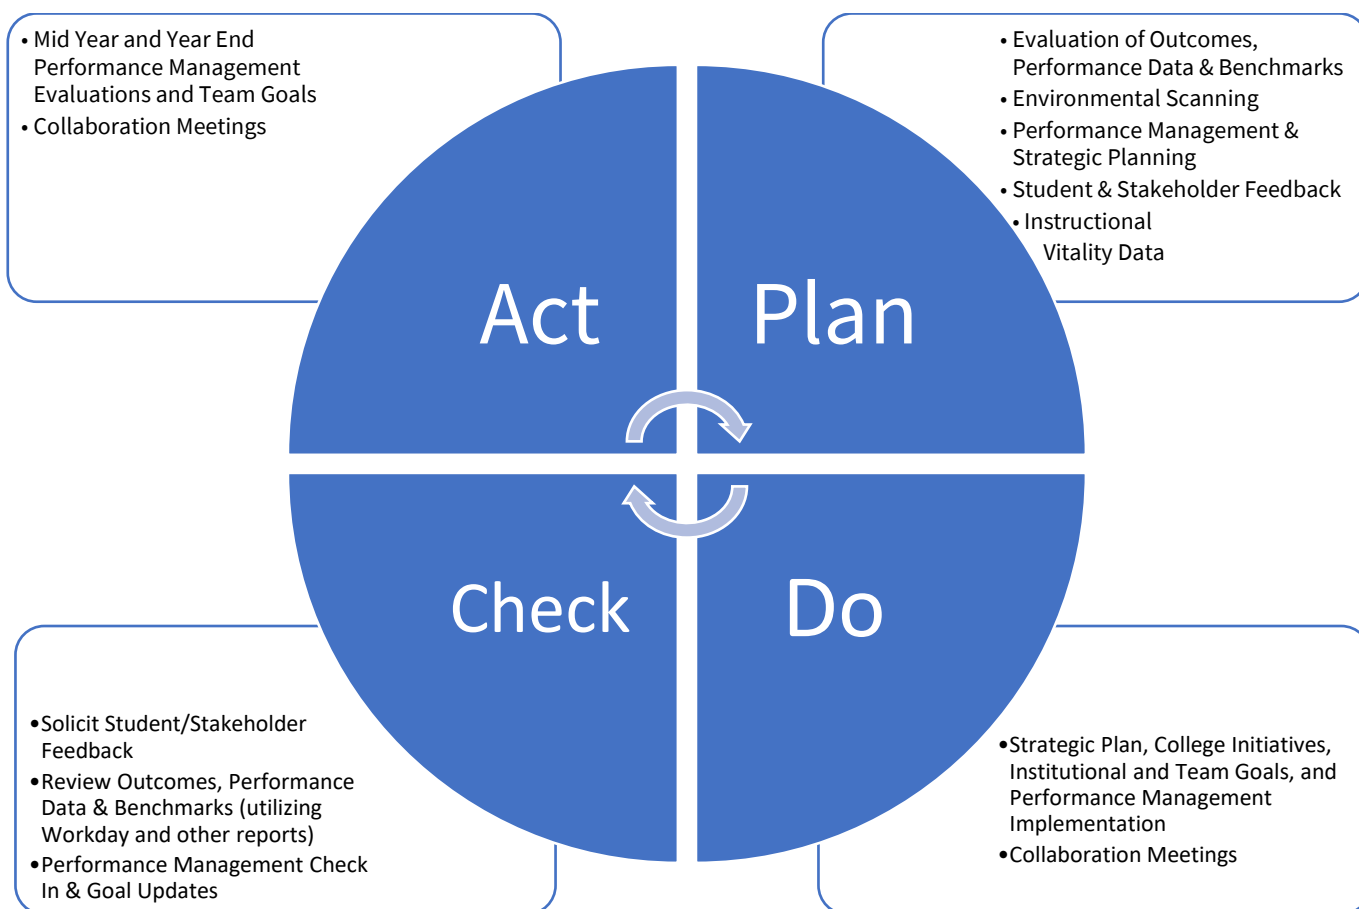 • Mid Year and Year End
Performance Management
Evaluations and Team Goals
• Collaboration Meetings
• Evaluation of Outcomes,
Performance Data & Benchmarks
• Environmental Scanning
• Performance Management &
Strategic Planning
• Student & Stakeholder Feedback
• Instructional
Vitality Data
Act
Plan
Check
Do
•Solicit Student/Stakeholder
Feedback
•Review Outcomes, Performance
Data & Benchmarks (utilizing
Workday and other reports)
•Performance Management Check
In & Goal Updates
•Strategic Plan, College Initiatives,
Institutional and Team Goals, and
Performance Management
Implementation
•Collaboration Meetings